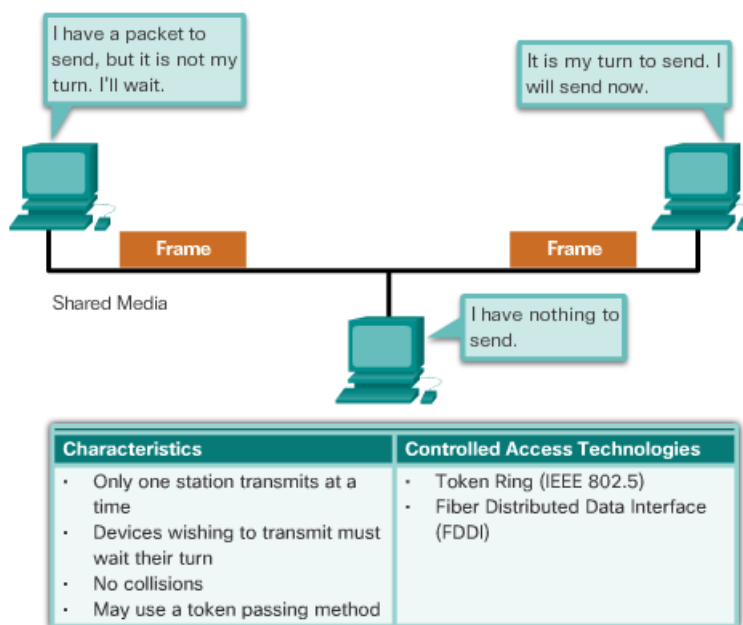 I have a packet to
send, but it is not my
turn. I'll wait.
It is my turn to send. I
will send now.
Frame
Frame
Shared Media
I have nothing to
send.
Characteristics
• Only one station transmits at a
time
• Devices wishing to transmit must
wait their turn
• No collisions
• May use a token passing method
Controlled Access Technologies
• Token Ring (IEEE 802.5)
• Fiber Distributed Data Interface
(FDDI)